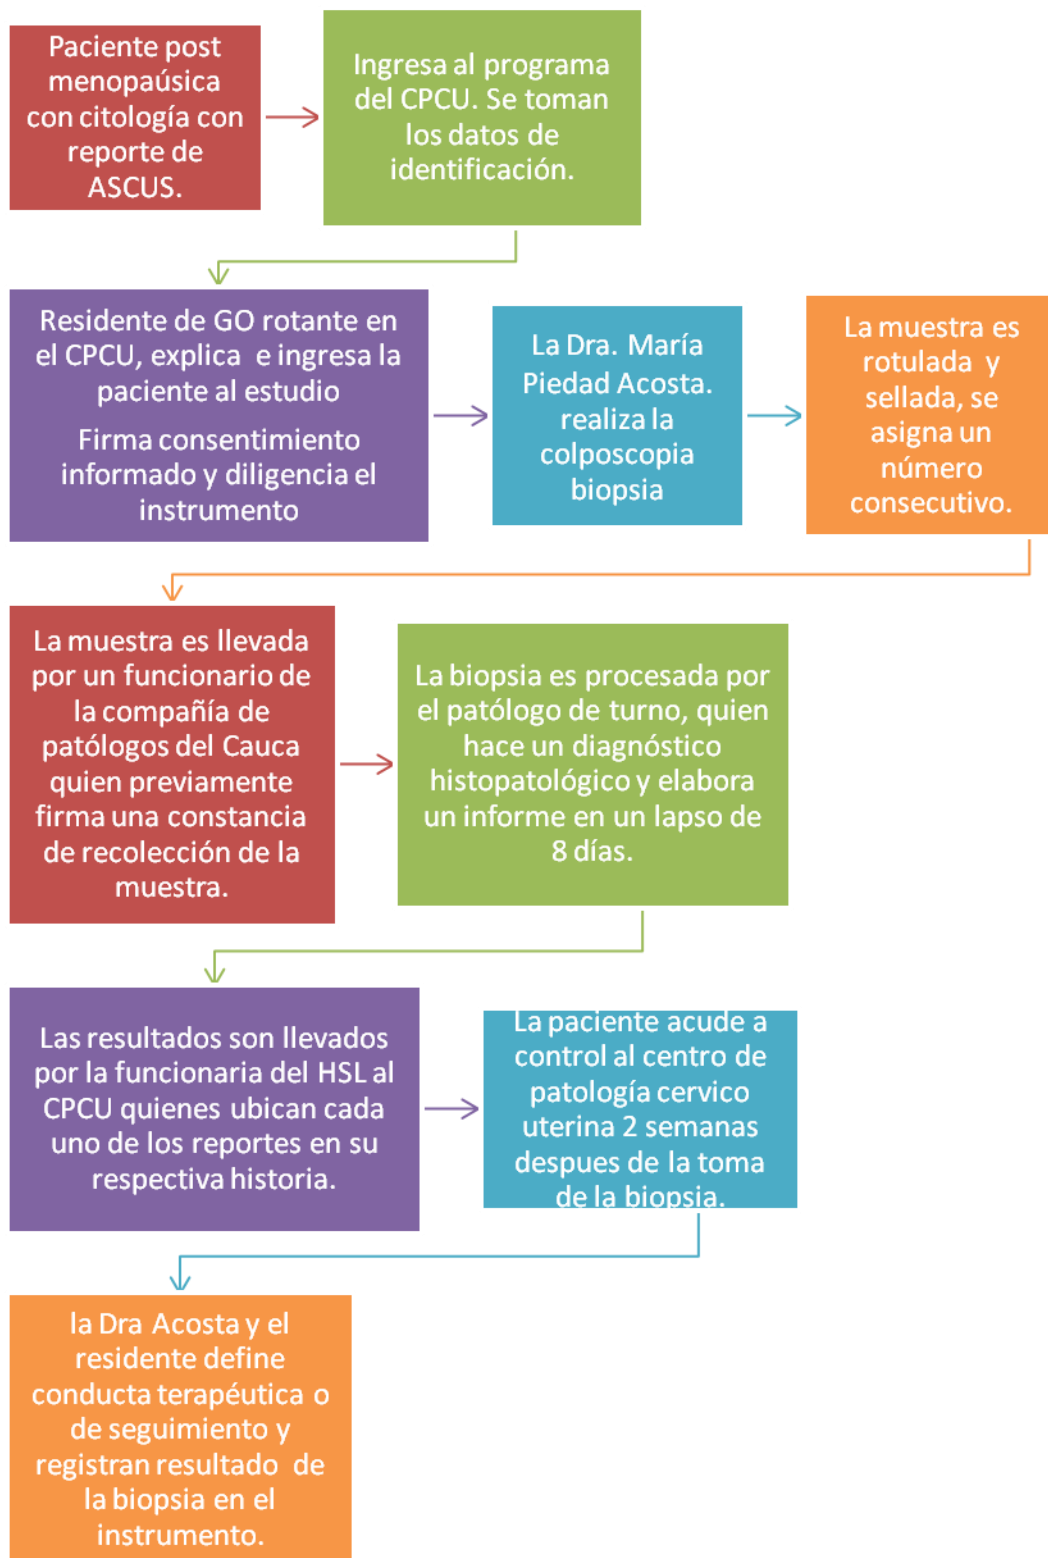 Paciente post
menopaúsica
con citología con
reporte de
ASCUS.
Ingresa al programa
del CPCU. Se toman
los datos de
identificación.
Residente de GO rotante en
el CPCU, explica e ingresa la
paciente al estudio
Firma consentimiento
informado y diligencia el
instrumento
La Dra. María
Piedad Acosta.
realiza la
colposcopia
biopsia
La muestra es
rotulada y
sellada, se
asigna un
número
consecutivo.
La muestra es llevada
por un funcionario de
la compañía de
patólogos del Cauca
quien previamente
firma una constancia
de recolección de la
muestra.
La biopsia es procesada por
el patólogo de turno, quien
hace un diagnóstico
histopatológico y elabora
un informe en un lapso de
8 días.
Las resultados son llevados
por la funcionaria del HSL al
CPCU quienes ubican cada
uno de los reportes en su
respectiva historia.
La paciente acude a
control al centro de
patología cervico
uterina 2 semanas
despues de la toma
de la biopsia.
la Dra Acosta y el
residente define
conducta terapéutica o
de seguimiento y
registran resultado de
la biopsia en el
instrumento.